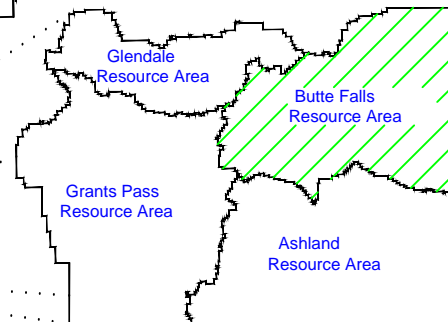 Glendale
Resource Area
Butte Falls
Resource Area
Grants Pass
Resource Area
Ashland
Resource Area